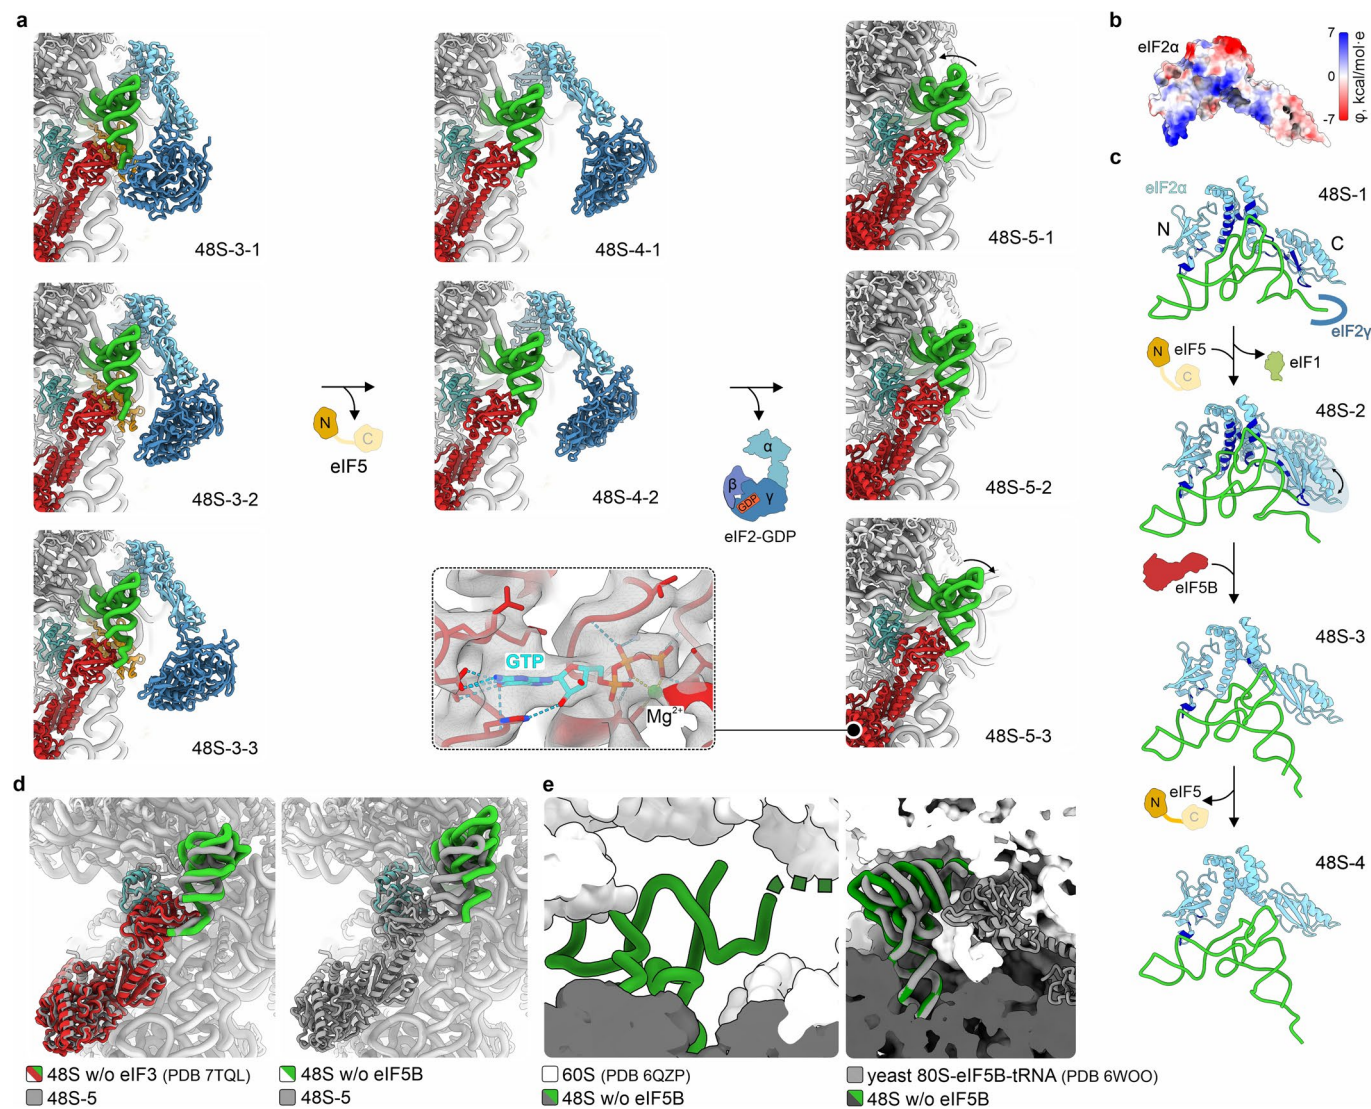 a
48S-3-1
48S-4-1
48S-5-1
48S-3-2
N
C
eIF5
48S-4-2
α
β
γ
GDP
eIF2-GDP
48S-5-2
48S-3-3
GTP
Mg2+
48S-5-3
b
eIF2α
7
0
-7
φ, kcal/mol·e
c
eIF2α
48S-1
N
C
eIF2γ
N
eIF5
C
eIF1
48S-2
eIF5B
48S-3
eIF5
N
C
48S-4
d
48S w/o eIF3 (PDB 7TQL)
48S-5
48S w/o eIF5B
48S-5
e
60S (PDB 6QZP)
48S w/o eIF5B
yeast 80S-eIF5B-tRNA (PDB 6WOO)
48S w/o eIF5B